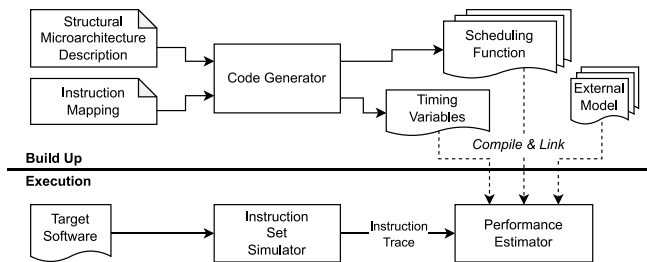 Structural
Microarchitecture
Description
Instruction
Mapping
Code Generator
Scheduling
Function
Timing
Variables
External
Model
Compile & Link
Build Up
Execution
Target
Software
Instruction
Set
Simulator
Instruction
Trace
Performance
Estimator